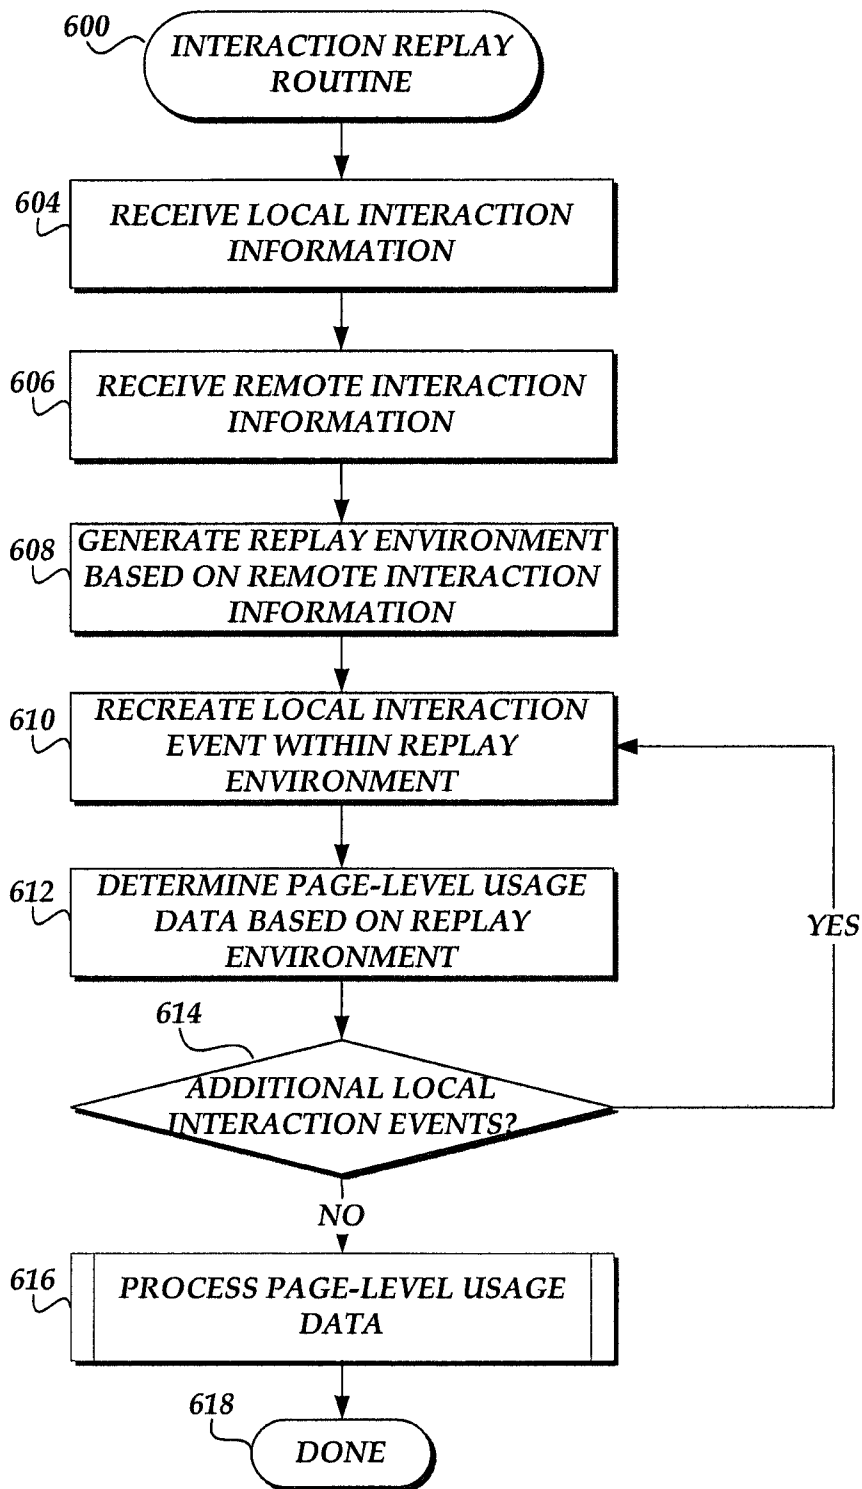 600
INTERACTION REPLAY
ROUTINE
604
RECEIVE LOCAL INTERACTION
INFORMATION
606
RECEIVE REMOTE INTERACTION
INFORMATION
608
GENERATE REPLAY ENVIRONMENT
BASED ON REMOTE INTERACTION
INFORMATION
610
RECREATE LOCAL INTERACTION
EVENT WITHIN REPLAY
ENVIRONMENT
612
DETERMINE PAGE-LEVEL USAGE
DATA BASED ON REPLAY
ENVIRONMENT
YES
614
ADDITIONAL LOCAL
INTERACTION EVENTS?
NO
616
PROCESS PAGE-LEVEL USAGE
DATA
618
DONE